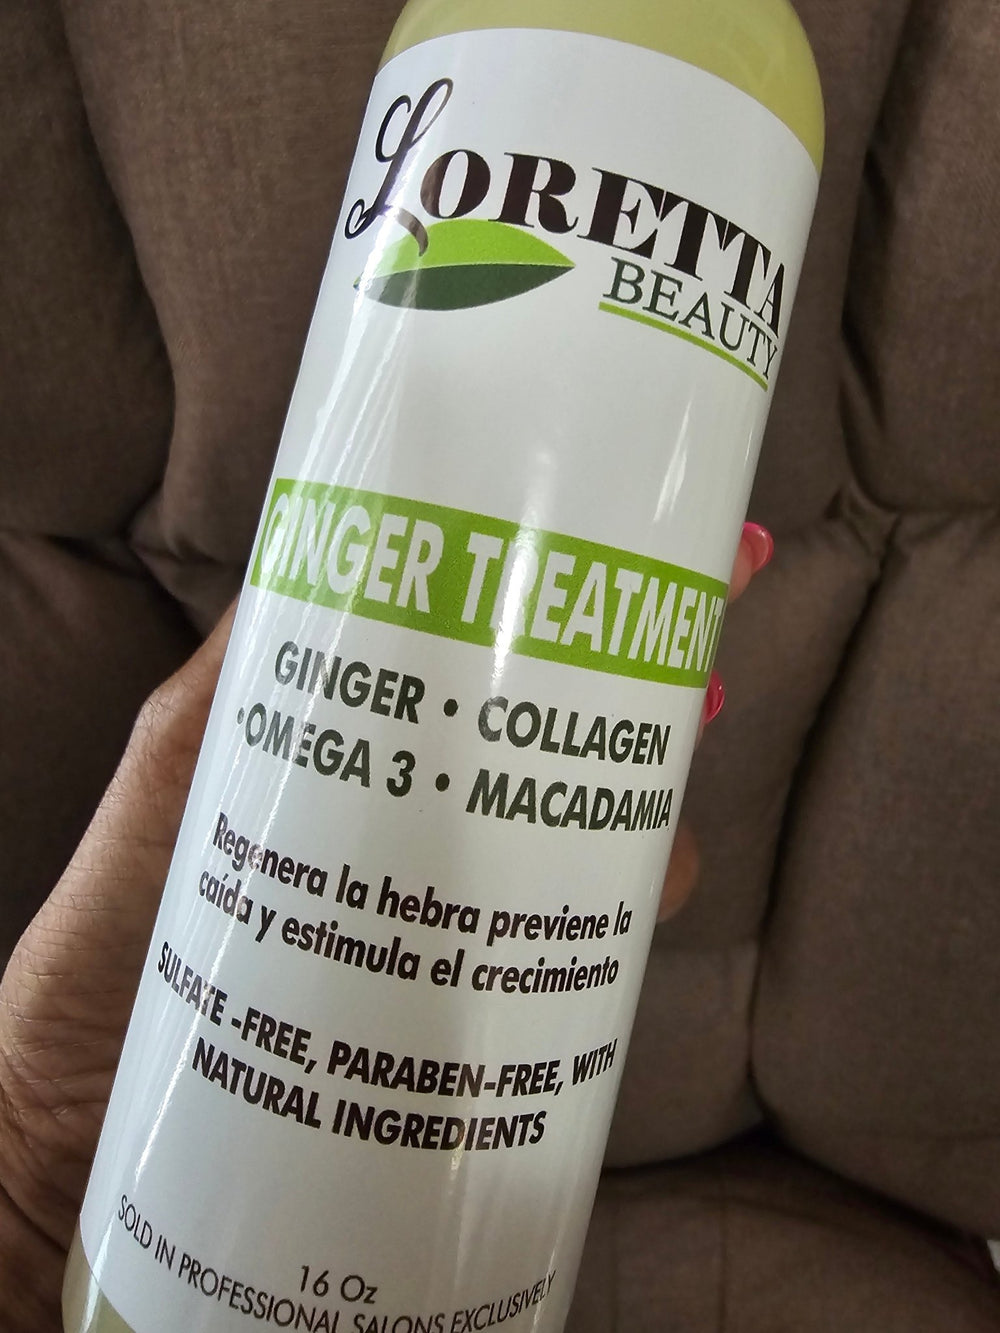 LORETTA
BEAUTY
GINGER TREATMENT
GINGER • COLLAGEN
•OMEGA 3 • MACADAMIA
Regenera la hebra previene la
caída y estimula el crecimiento
SULFATE -FREE, PARABEN-FREE, WITH
NATURAL INGREDIENTS
16 Oz
SOLD IN PROFESSIONAL SALONS EXCLUSIVELY